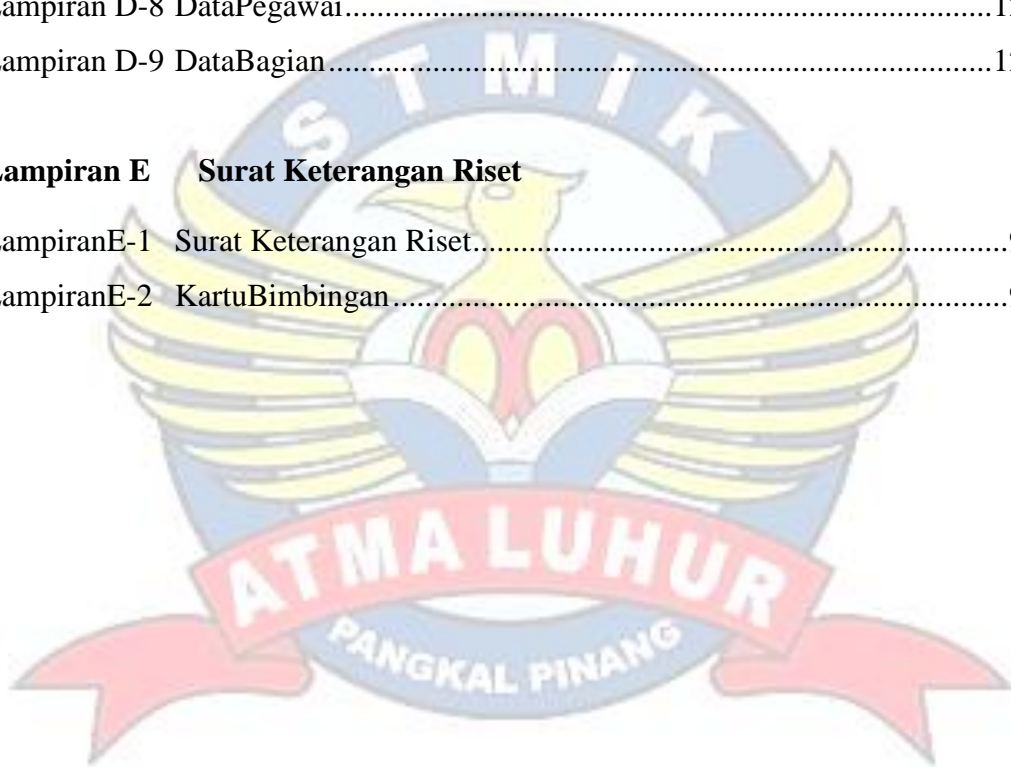 Lampiran D-8 DataPegawai
Lampiran D-9 DataBagian
Lampiran E Surat Keterangan Riset
LampiranE-1 Surat Keterangan Riset
LampiranE-2 KartuBimbingan
STMIK
ATMA LUHUR
PANGKAL PINANG